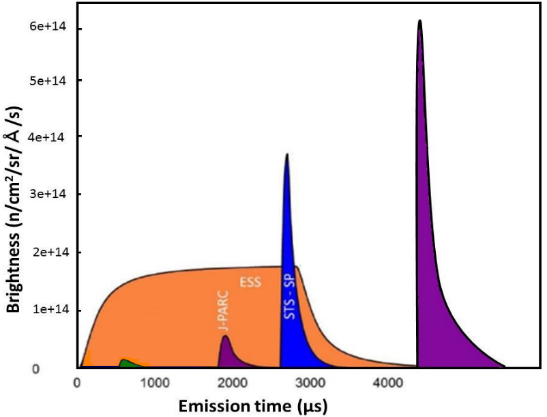 6e+14
5e+14
4e+14
3e+14
2e+14
1e+14
0
Brightness (n/cm²/sr/ Å /s)
ESS
J-PARC
STS - SP
0 1000 2000 3000 4000
Emission time (μs)